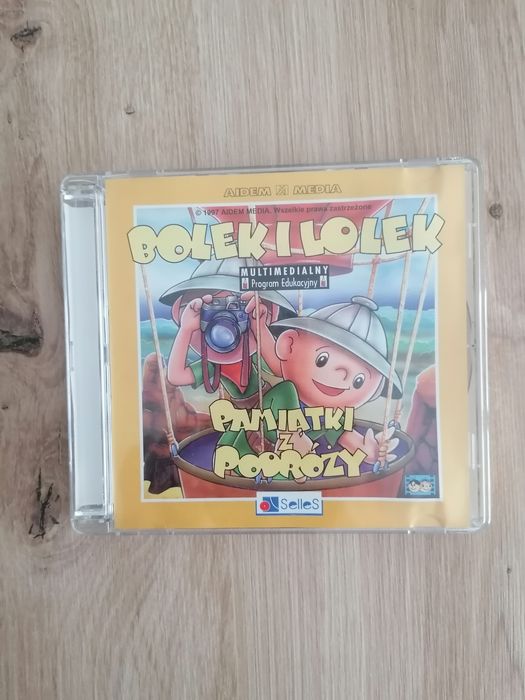 AIDEM MEDIA
© 1997 AIDEM MEDIA. Wszelkie prawa zastrzeżone
BOLEK I LOLEK
MULTIMEDIALNY
Program Edukacyjny
PAMIĄTKI
Z
PODRÓŻY
SelleS